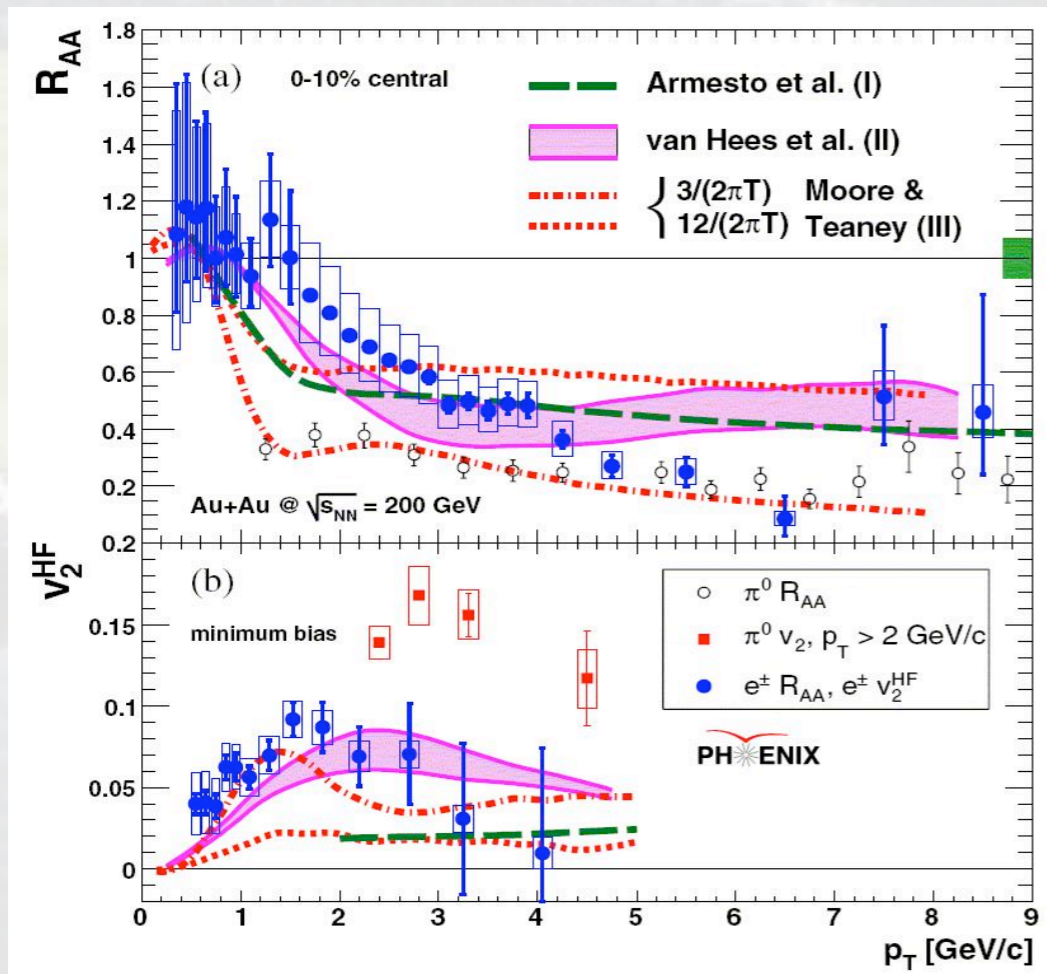 R_AA
1.8
1.6
1.4
1.2
1
0.8
0.6
0.4
0.2
(a) 0-10% central
Armesto et al. (I)
van Hees et al. (II)
3/(2πT) Moore &
12/(2πT) Teaney (III)
Au+Au @ √s_NN = 200 GeV
v_2^HF
0.2
0.15
0.1
0.05
0
(b)
minimum bias
π⁰ R_AA
π⁰ v_2, p_T > 2 GeV/c
e± R_AA, e± v_2^HF
PHENIX
0 1 2 3 4 5 6 7 8 9
p_T [GeV/c]